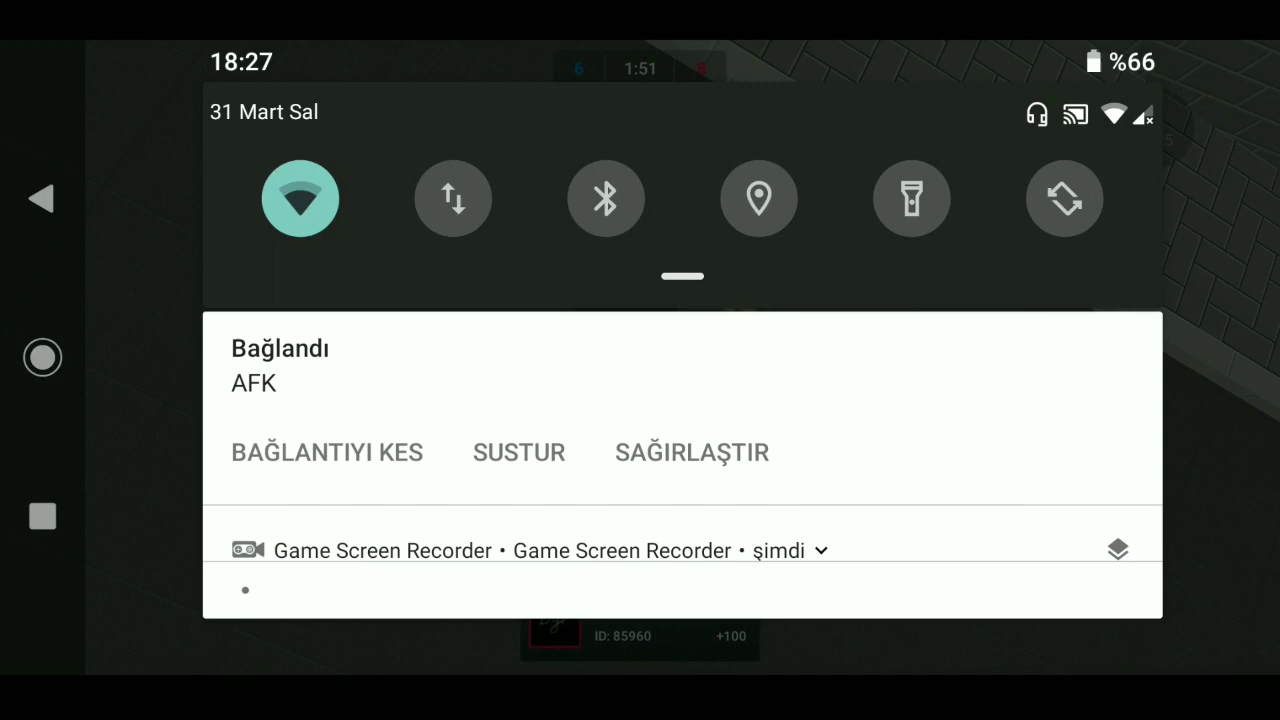 18:27
6 1:51 8
%66
31 Mart Sal
Bağlandı
AFK
BAĞLANTIYI KES SUSTUR SAĞIRLAŞTIR
Game Screen Recorder • Game Screen Recorder • şimdi
ID: 85960 +100